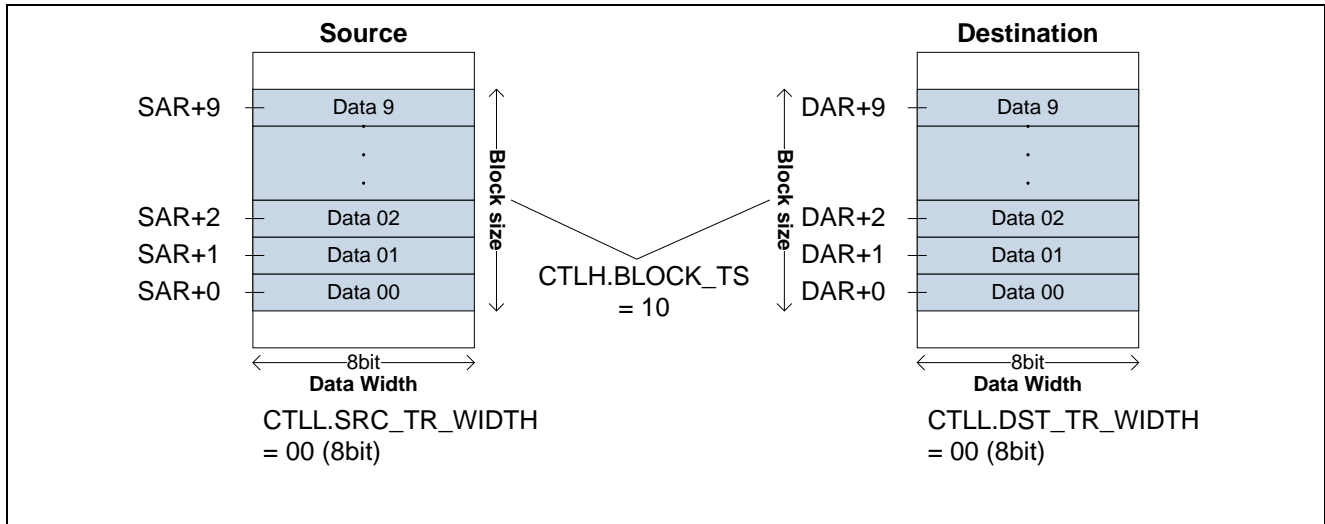 Source
SAR+9
Data 9
.
.
.
SAR+2
Data 02
SAR+1
Data 01
SAR+0
Data 00
Block size
8bit
Data Width
CTLL.SRC_TR_WIDTH
= 00 (8bit)
CTLH.BLOCK_TS
= 10
Destination
DAR+9
Data 9
.
.
.
DAR+2
Data 02
DAR+1
Data 01
DAR+0
Data 00
Block size
8bit
Data Width
CTLL.DST_TR_WIDTH
= 00 (8bit)